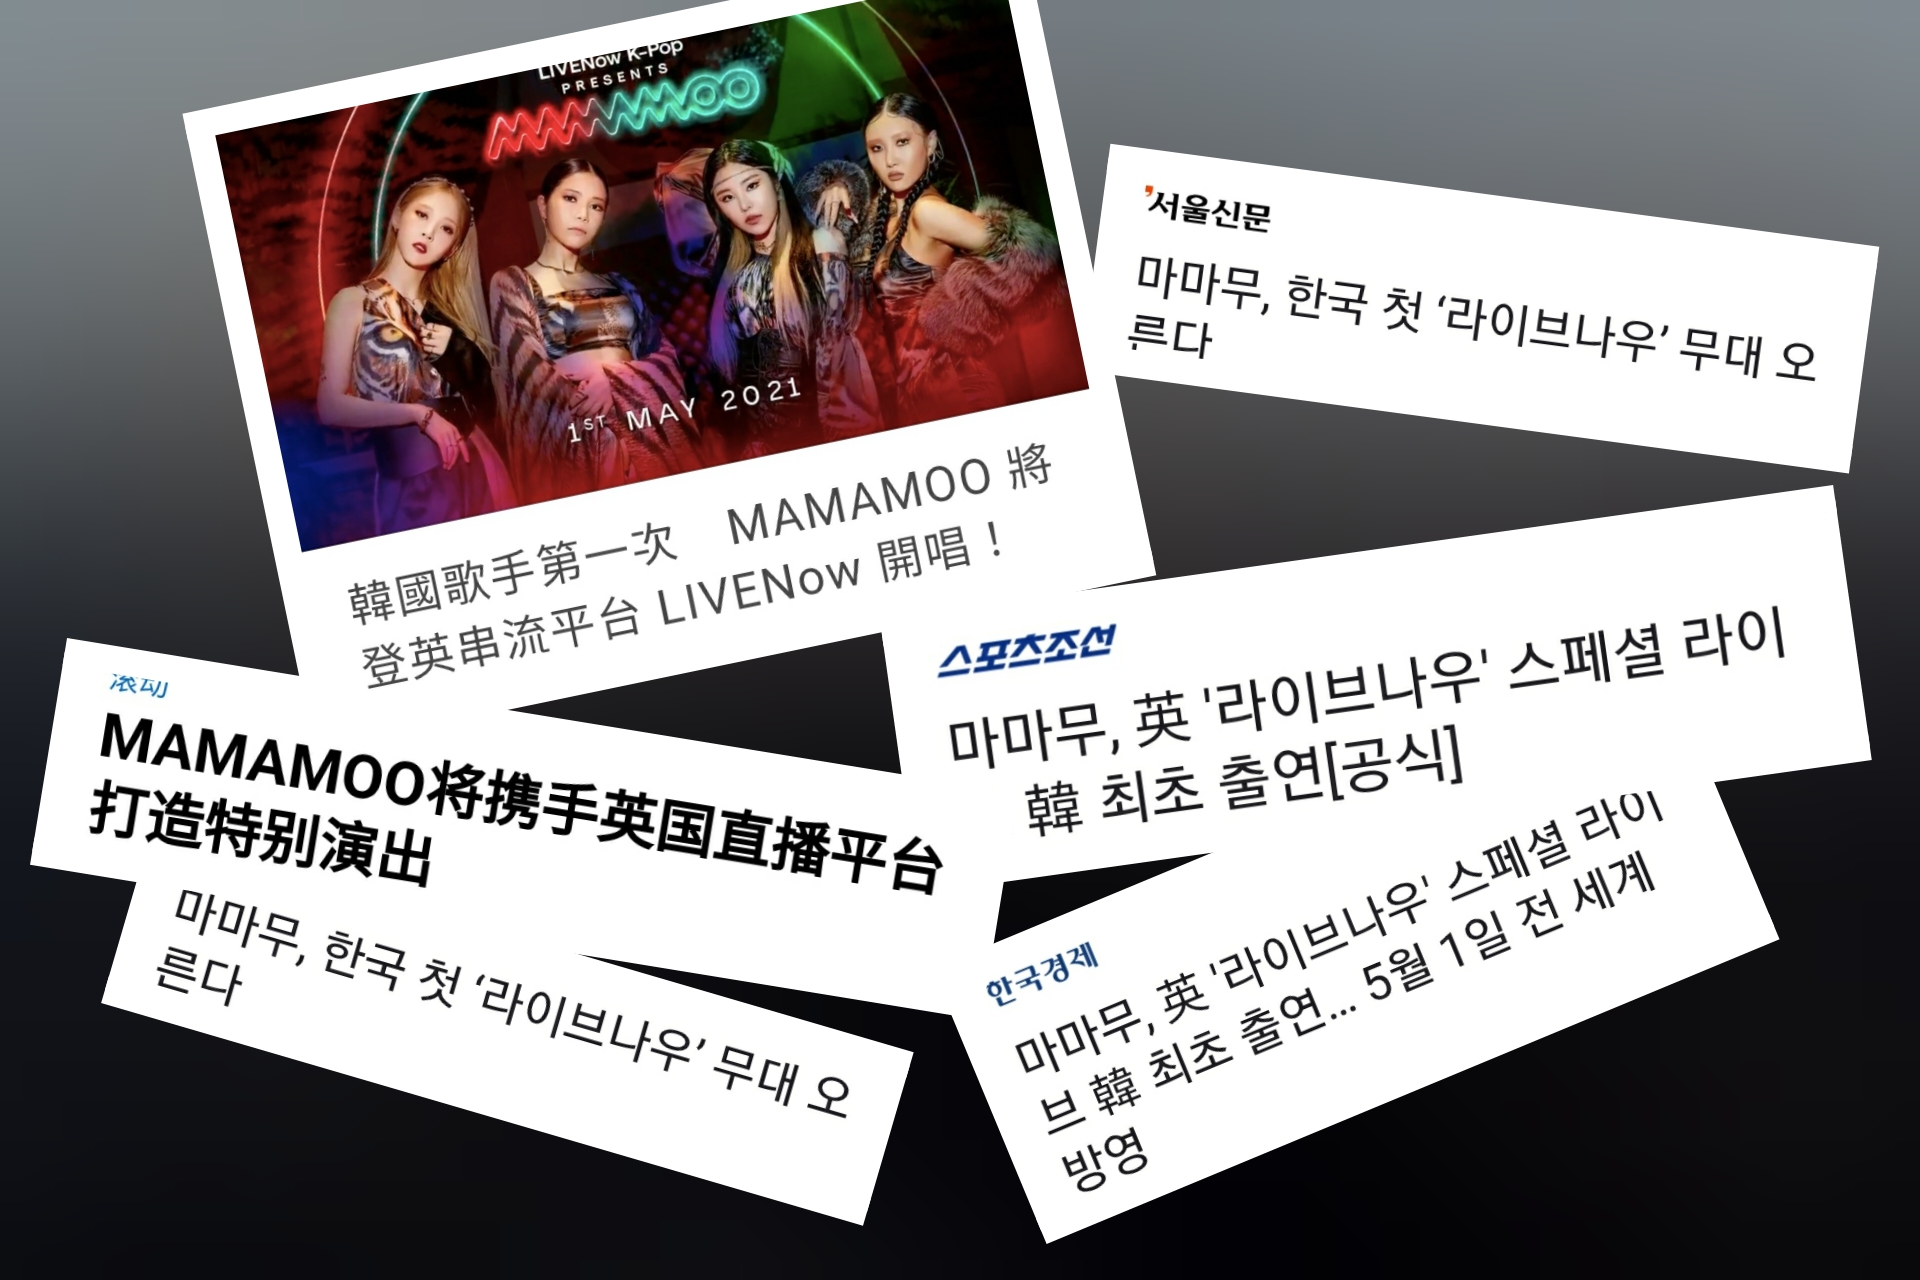 LIVENow K-Pop
PRESENTS
MAMAMOO
1ST MAY 2021
韓國歌手第一次 MAMAMOO 將
登英串流平台 LIVENow 開唱！
서울신문
마마무, 한국 첫 ‘라이브나우’ 무대 오
른다
스포츠조선
마마무, 英 '라이브나우' 스페셜 라이
韓 최초 출연[공식]
滚动
MAMAMOO将携手英国直播平台
打造特别演出
마마무, 한국 첫 ‘라이브나우’ 무대 오
른다
한국경제
마마무, 英 '라이브나우' 스페셜 라이
브 韓 최초 출연... 5월 1일 전 세계
방영